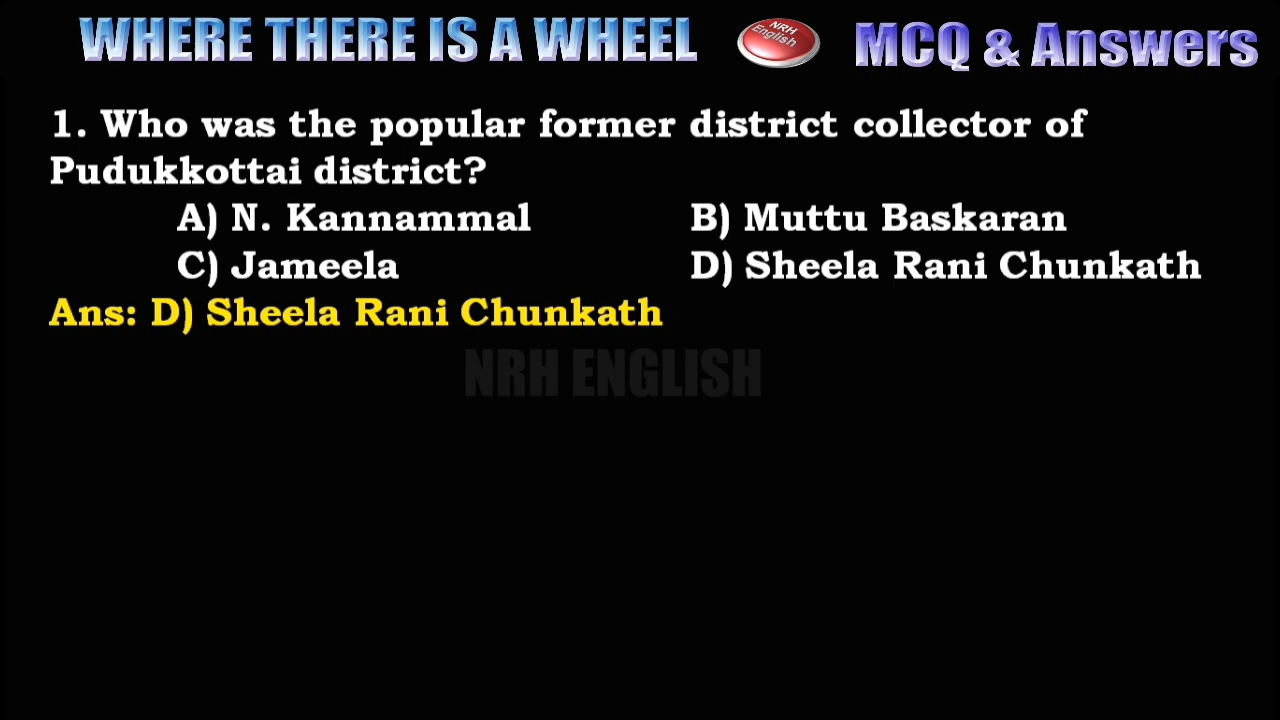 WHERE THERE IS A WHEEL NRH English MCQ & Answers
1. Who was the popular former district collector of
Pudukkottai district?
A) N. Kannammal B) Muttu Baskaran
C) Jameela D) Sheela Rani Chunkath
Ans: D) Sheela Rani Chunkath
NRH ENGLISH